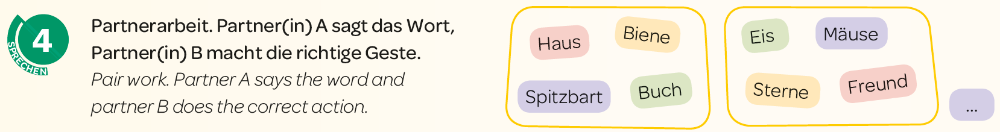 4
SPRECHEN
Partnerarbeit. Partner(in) A sagt das Wort,
Partner(in) B macht die richtige Geste.
Pair work. Partner A says the word and
partner B does the correct action.
Haus Biene
Spitzbart Buch
Eis Mäuse
Sterne Freund
...